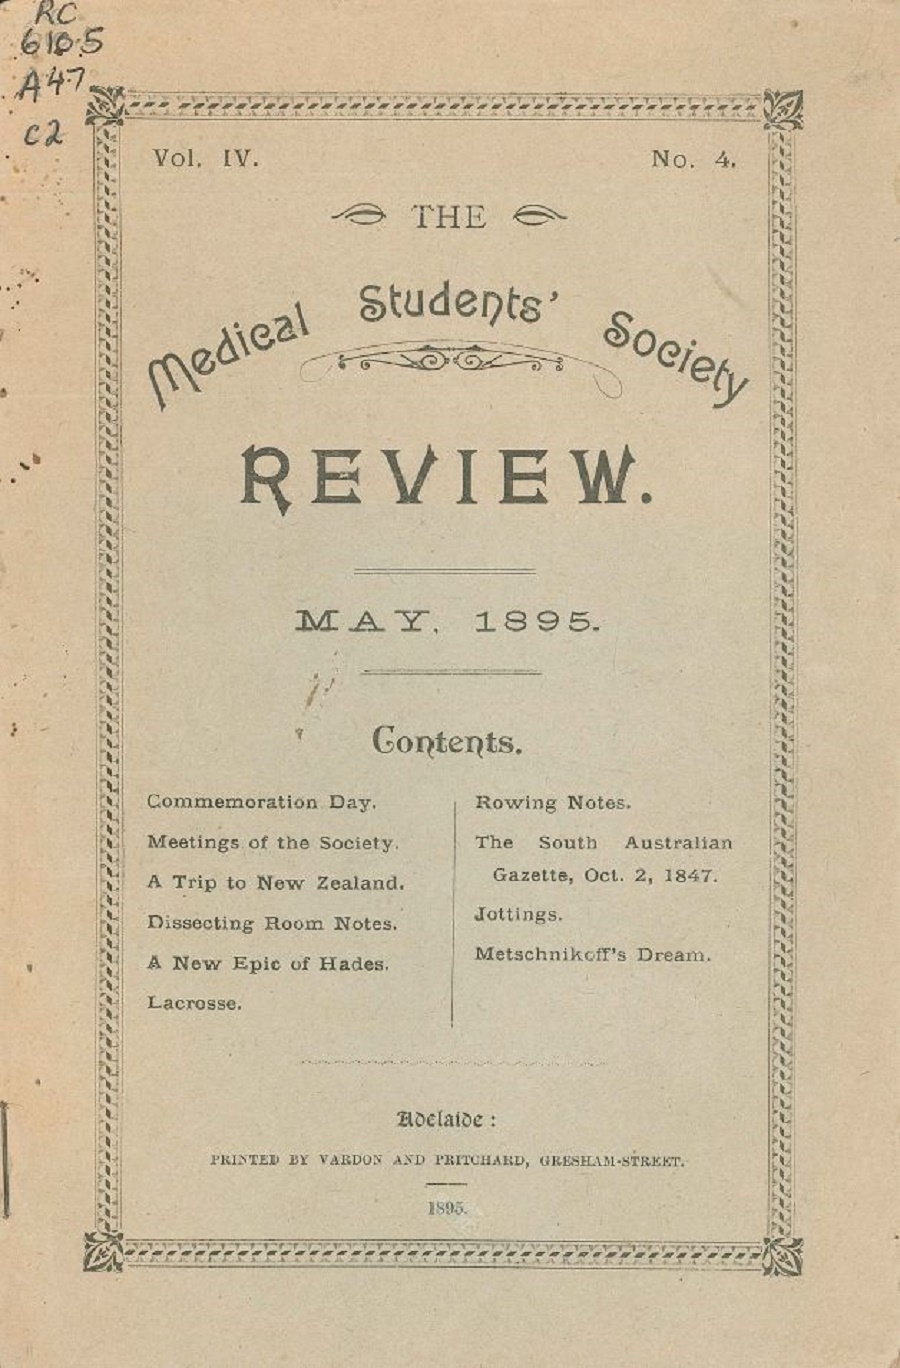 RC
610.5
A47
c2
Vol. IV.
No. 4.
THE
Medical Students' Society
REVIEW.
MAY, 1895.
Contents.
Commemoration Day.
Meetings of the Society.
A Trip to New Zealand.
Dissecting Room Notes.
A New Epic of Hades.
Lacrosse.
Rowing Notes.
The South Australian
Gazette, Oct. 2, 1847.
Jottings.
Metschnikoff's Dream.
Adelaide :
PRINTED BY VARDON AND PRITCHARD, GRESHAM-STREET.
1895.